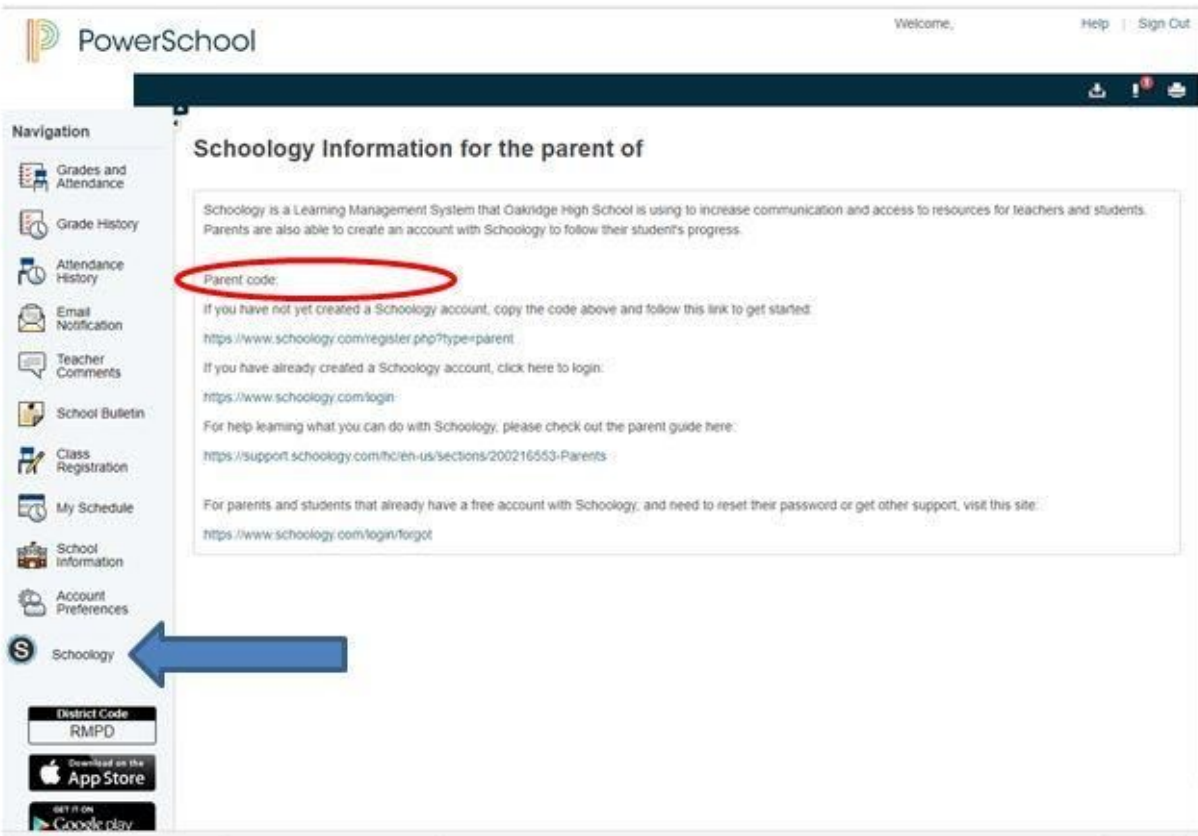 PowerSchool
Welcome,
Help | Sign Out
Navigation
Grades and
Attendance
Grade History
Attendance
History
Email
Notification
Teacher
Comments
School Bulletin
Class
Registration
My Schedule
School
Information
Account
Preferences
S
Schoology
District Code
RMPD
Download on the
App Store
GET IT ON
Google play
Schoology Information for the parent of
Schoology is a Learning Management System that Oakridge High School is using to increase communication and access to resources for teachers and students.
Parents are also able to create an account with Schoology to follow their student's progress.
Parent code:
If you have not yet created a Schoology account, copy the code above and follow this link to get started:
https://www.schoology.com/register.php?type=parent
If you have already created a Schoology account, click here to login:
https://www.schoology.com/login
For help learning what you can do with Schoology, please check out the parent guide here:
https://support.schoology.com/hc/en-us/sections/200216553-Parents
For parents and students that already have a free account with Schoology, and need to reset their password or get other support, visit this site:
https://www.schoology.com/login/forgot